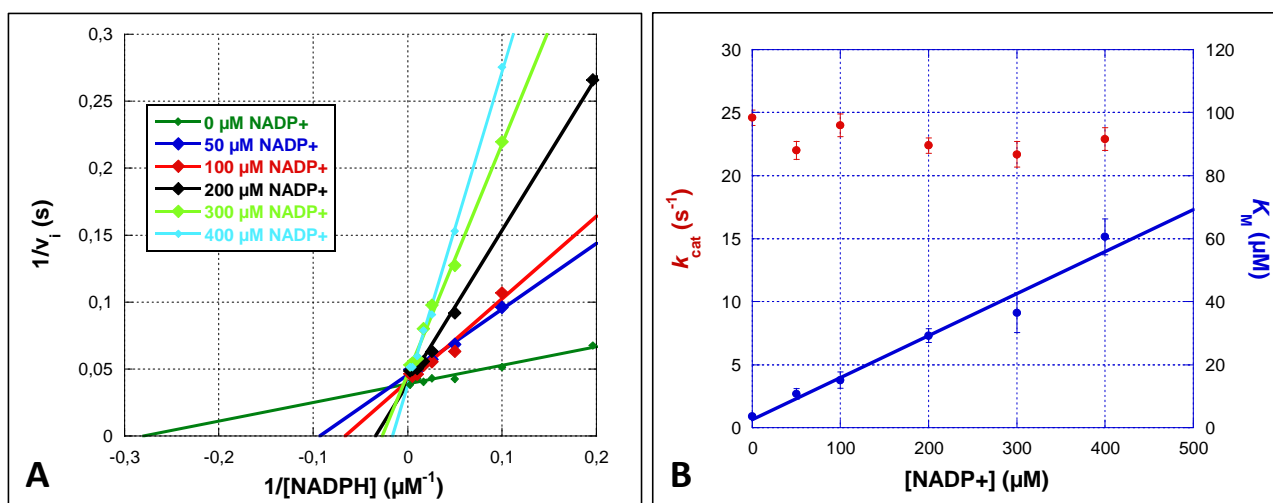 0,3
0,25
0,2
0,15
0,1
0,05
0
1/vi (s)
0 µM NADP+
50 µM NADP+
100 µM NADP+
200 µM NADP+
300 µM NADP+
400 µM NADP+
-0,3 -0,2 -0,1 0 0,1 0,2
1/[NADPH] (µM-1)
A
30
25
20
15
10
5
0
kcat (s-1)
120
100
80
60
40
20
0
KM (µM)
0 100 200 300 400 500
[NADP+] (µM)
B